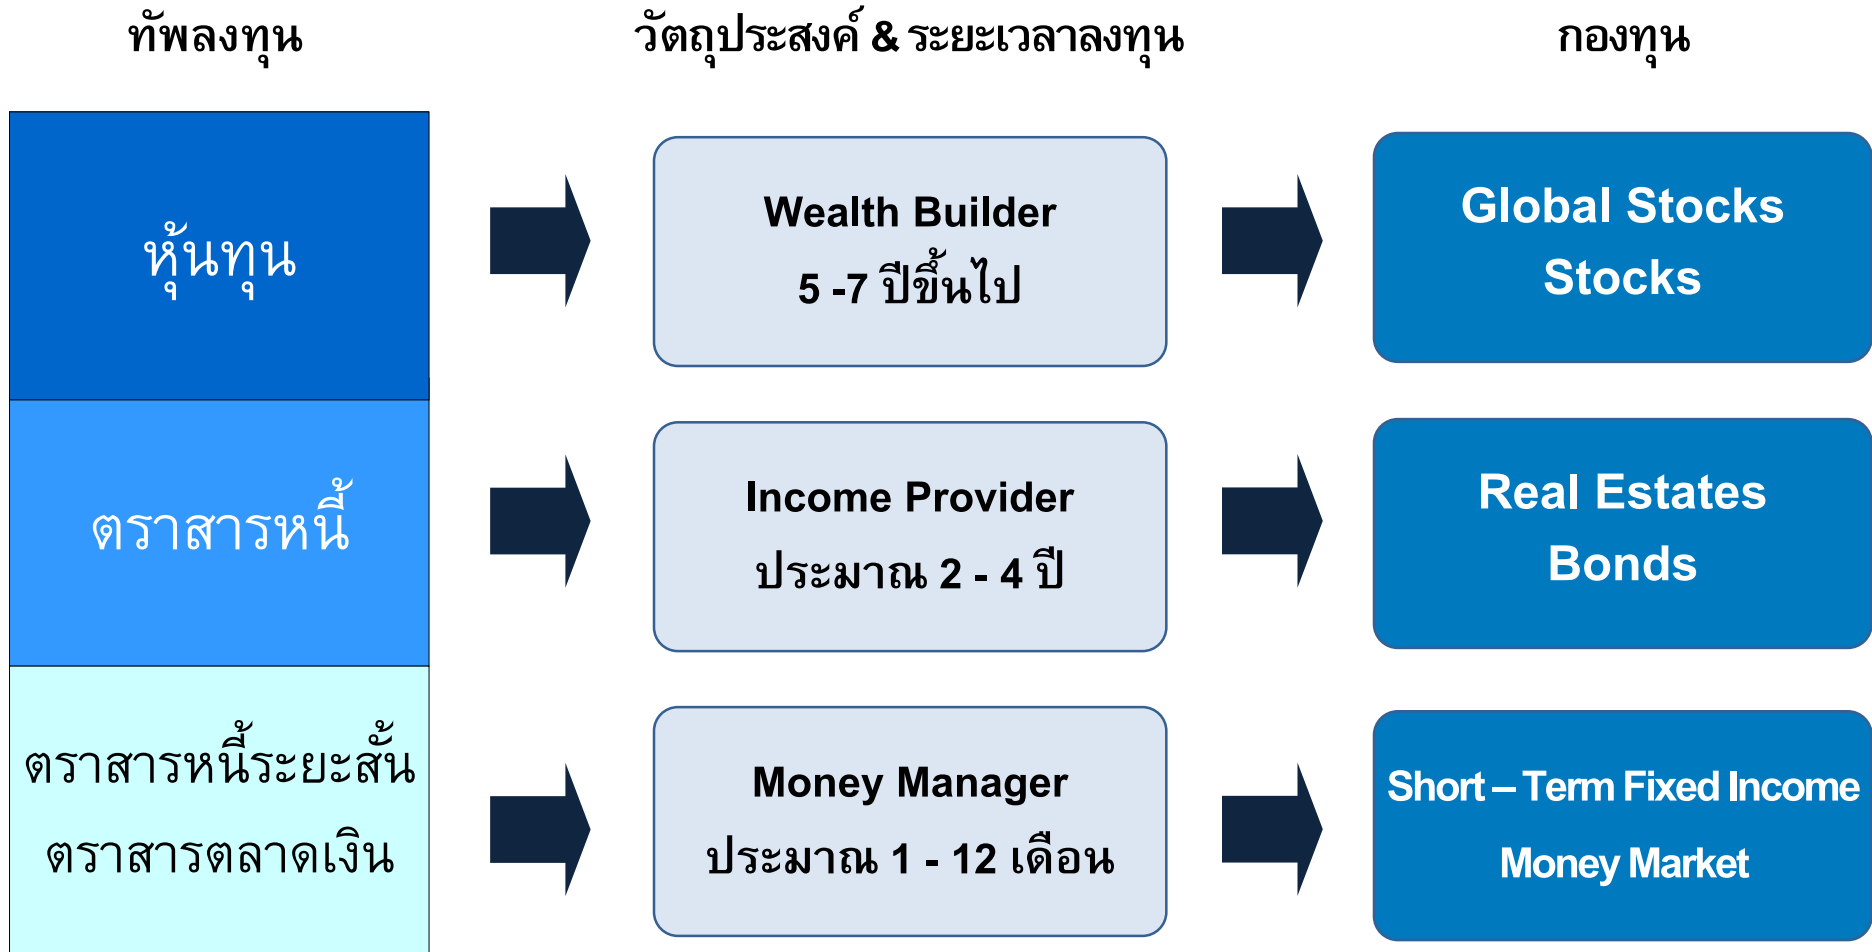 ทัพลงทุน
วัตถุประสงค์ & ระยะเวลาลงทุน
กองทุน
หุ้นทุน
Wealth Builder
5 -7 ปีขึ้นไป
Global Stocks
Stocks
ตราสารหนี้
Income Provider
ประมาณ 2 - 4 ปี
Real Estates
Bonds
ตราสารหนี้ระยะสั้น
ตราสารตลาดเงิน
Money Manager
ประมาณ 1 - 12 เดือน
Short – Term Fixed Income
Money Market